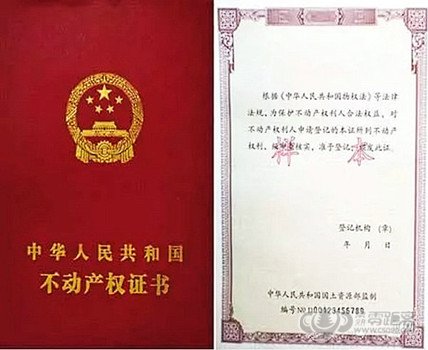 中华人民共和国
不动产权证书
根据《中华人民共和国物权法》等法律
法规，为保护不动产权利人合法权益，对
不动产权利人申请登记的本证所列不动产
权利，经审查核实，准予登记，颁发此证。
样本
登记机构（章）
年 月 日
中华人民共和国国土资源部监制
编号№D00123456789